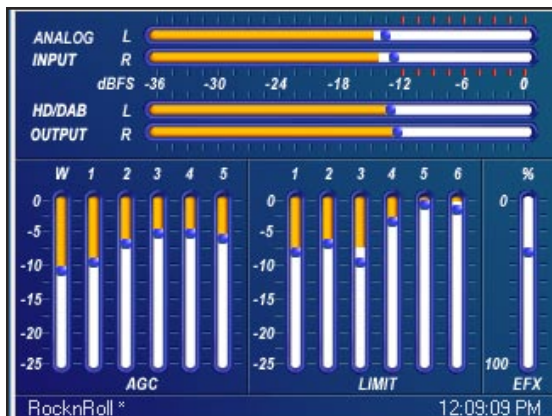 ANALOG L
INPUT R
dBFS -36 -30 -24 -18 -12 -6 0
HD/DAB L
OUTPUT R
W 1 2 3 4 5 1 2 3 4 5 6 %
0 0 0
-5 -5
-10 -10
-15 -15
-20 -20
-25 -25 100
AGC LIMIT EFX
RocknRoll * 12:09:09 PM